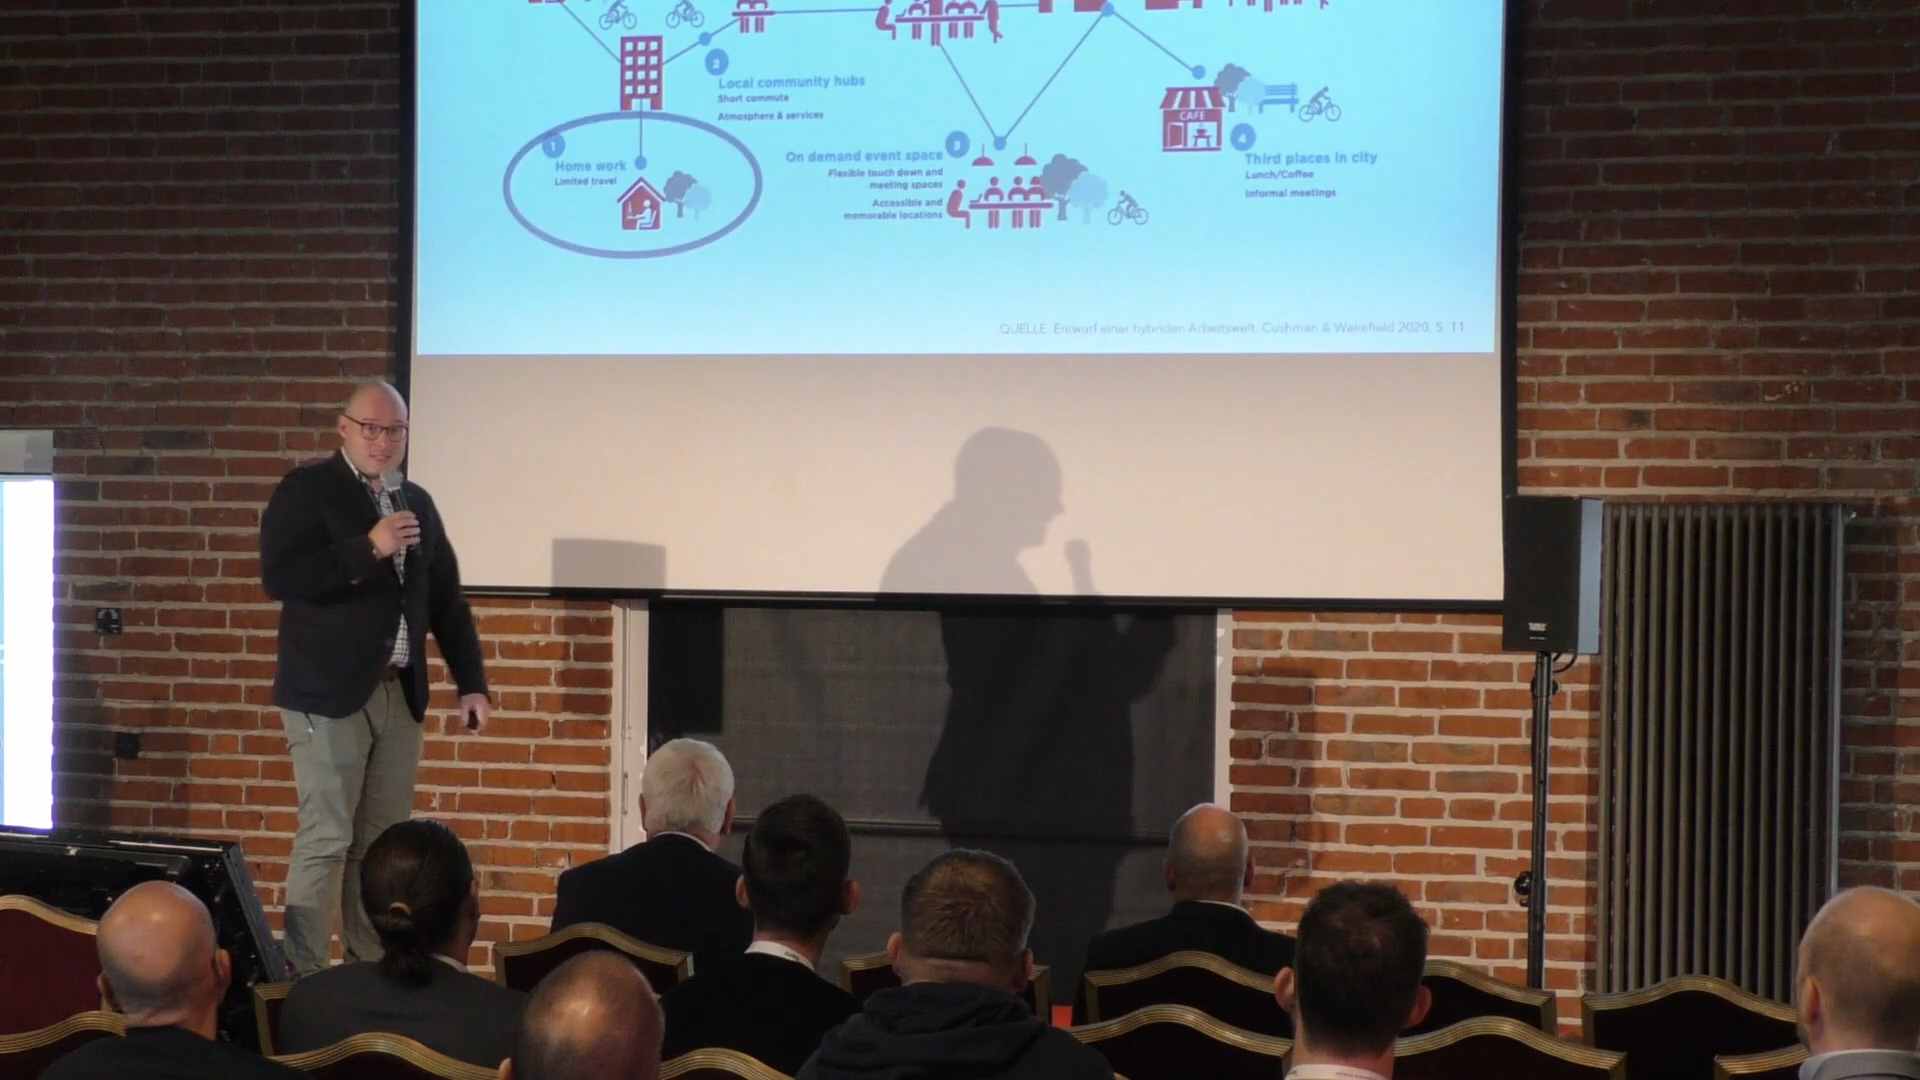 2
Local community hubs
Short commute
Atmosphere & services
1
Home work
Limited travel
3
On demand event space
Flexible touch down and
meeting spaces
Accessible and
memorable locations
CAFE
4
Third places in city
Lunch/Coffee
Informal meetings
QUELLE: Entwurf einer hybriden Arbeitswelt; Cushman & Wakefield 2020, S. 11